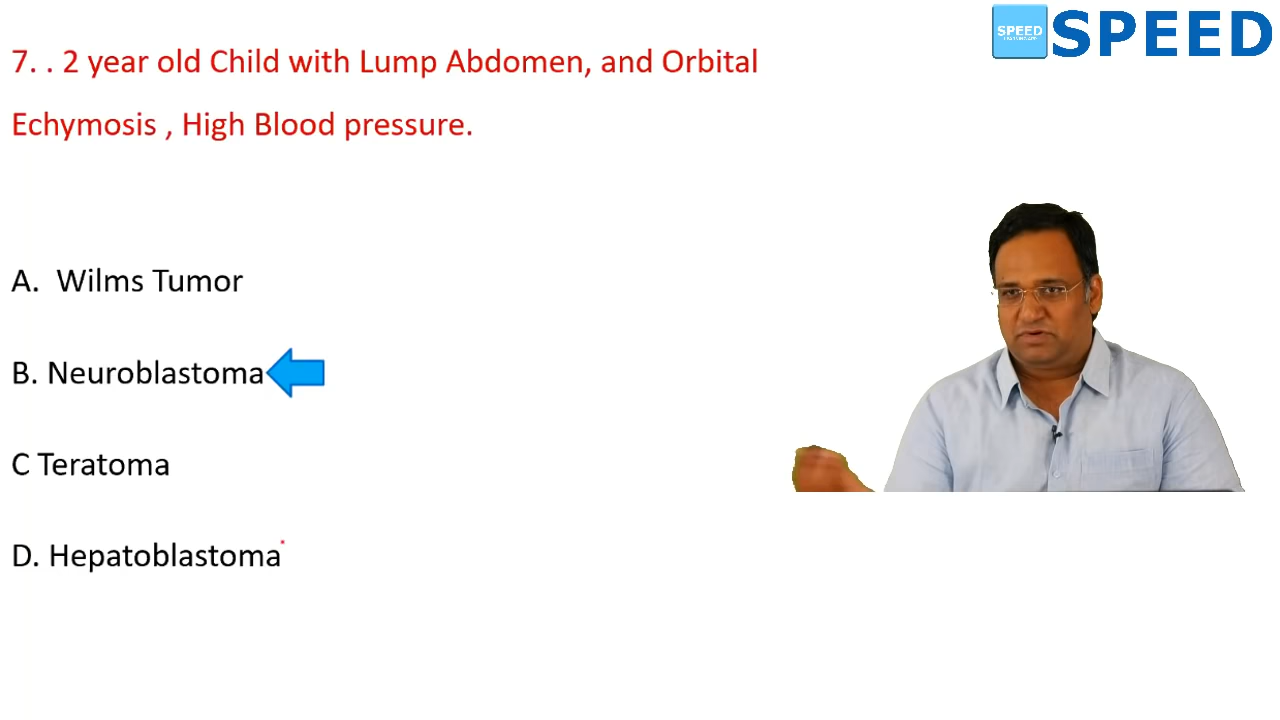 SPEED
SPEED
7. . 2 year old Child with Lump Abdomen, and Orbital
Echymosis , High Blood pressure.
A. Wilms Tumor
B. Neuroblastoma
C Teratoma
D. Hepatoblastoma